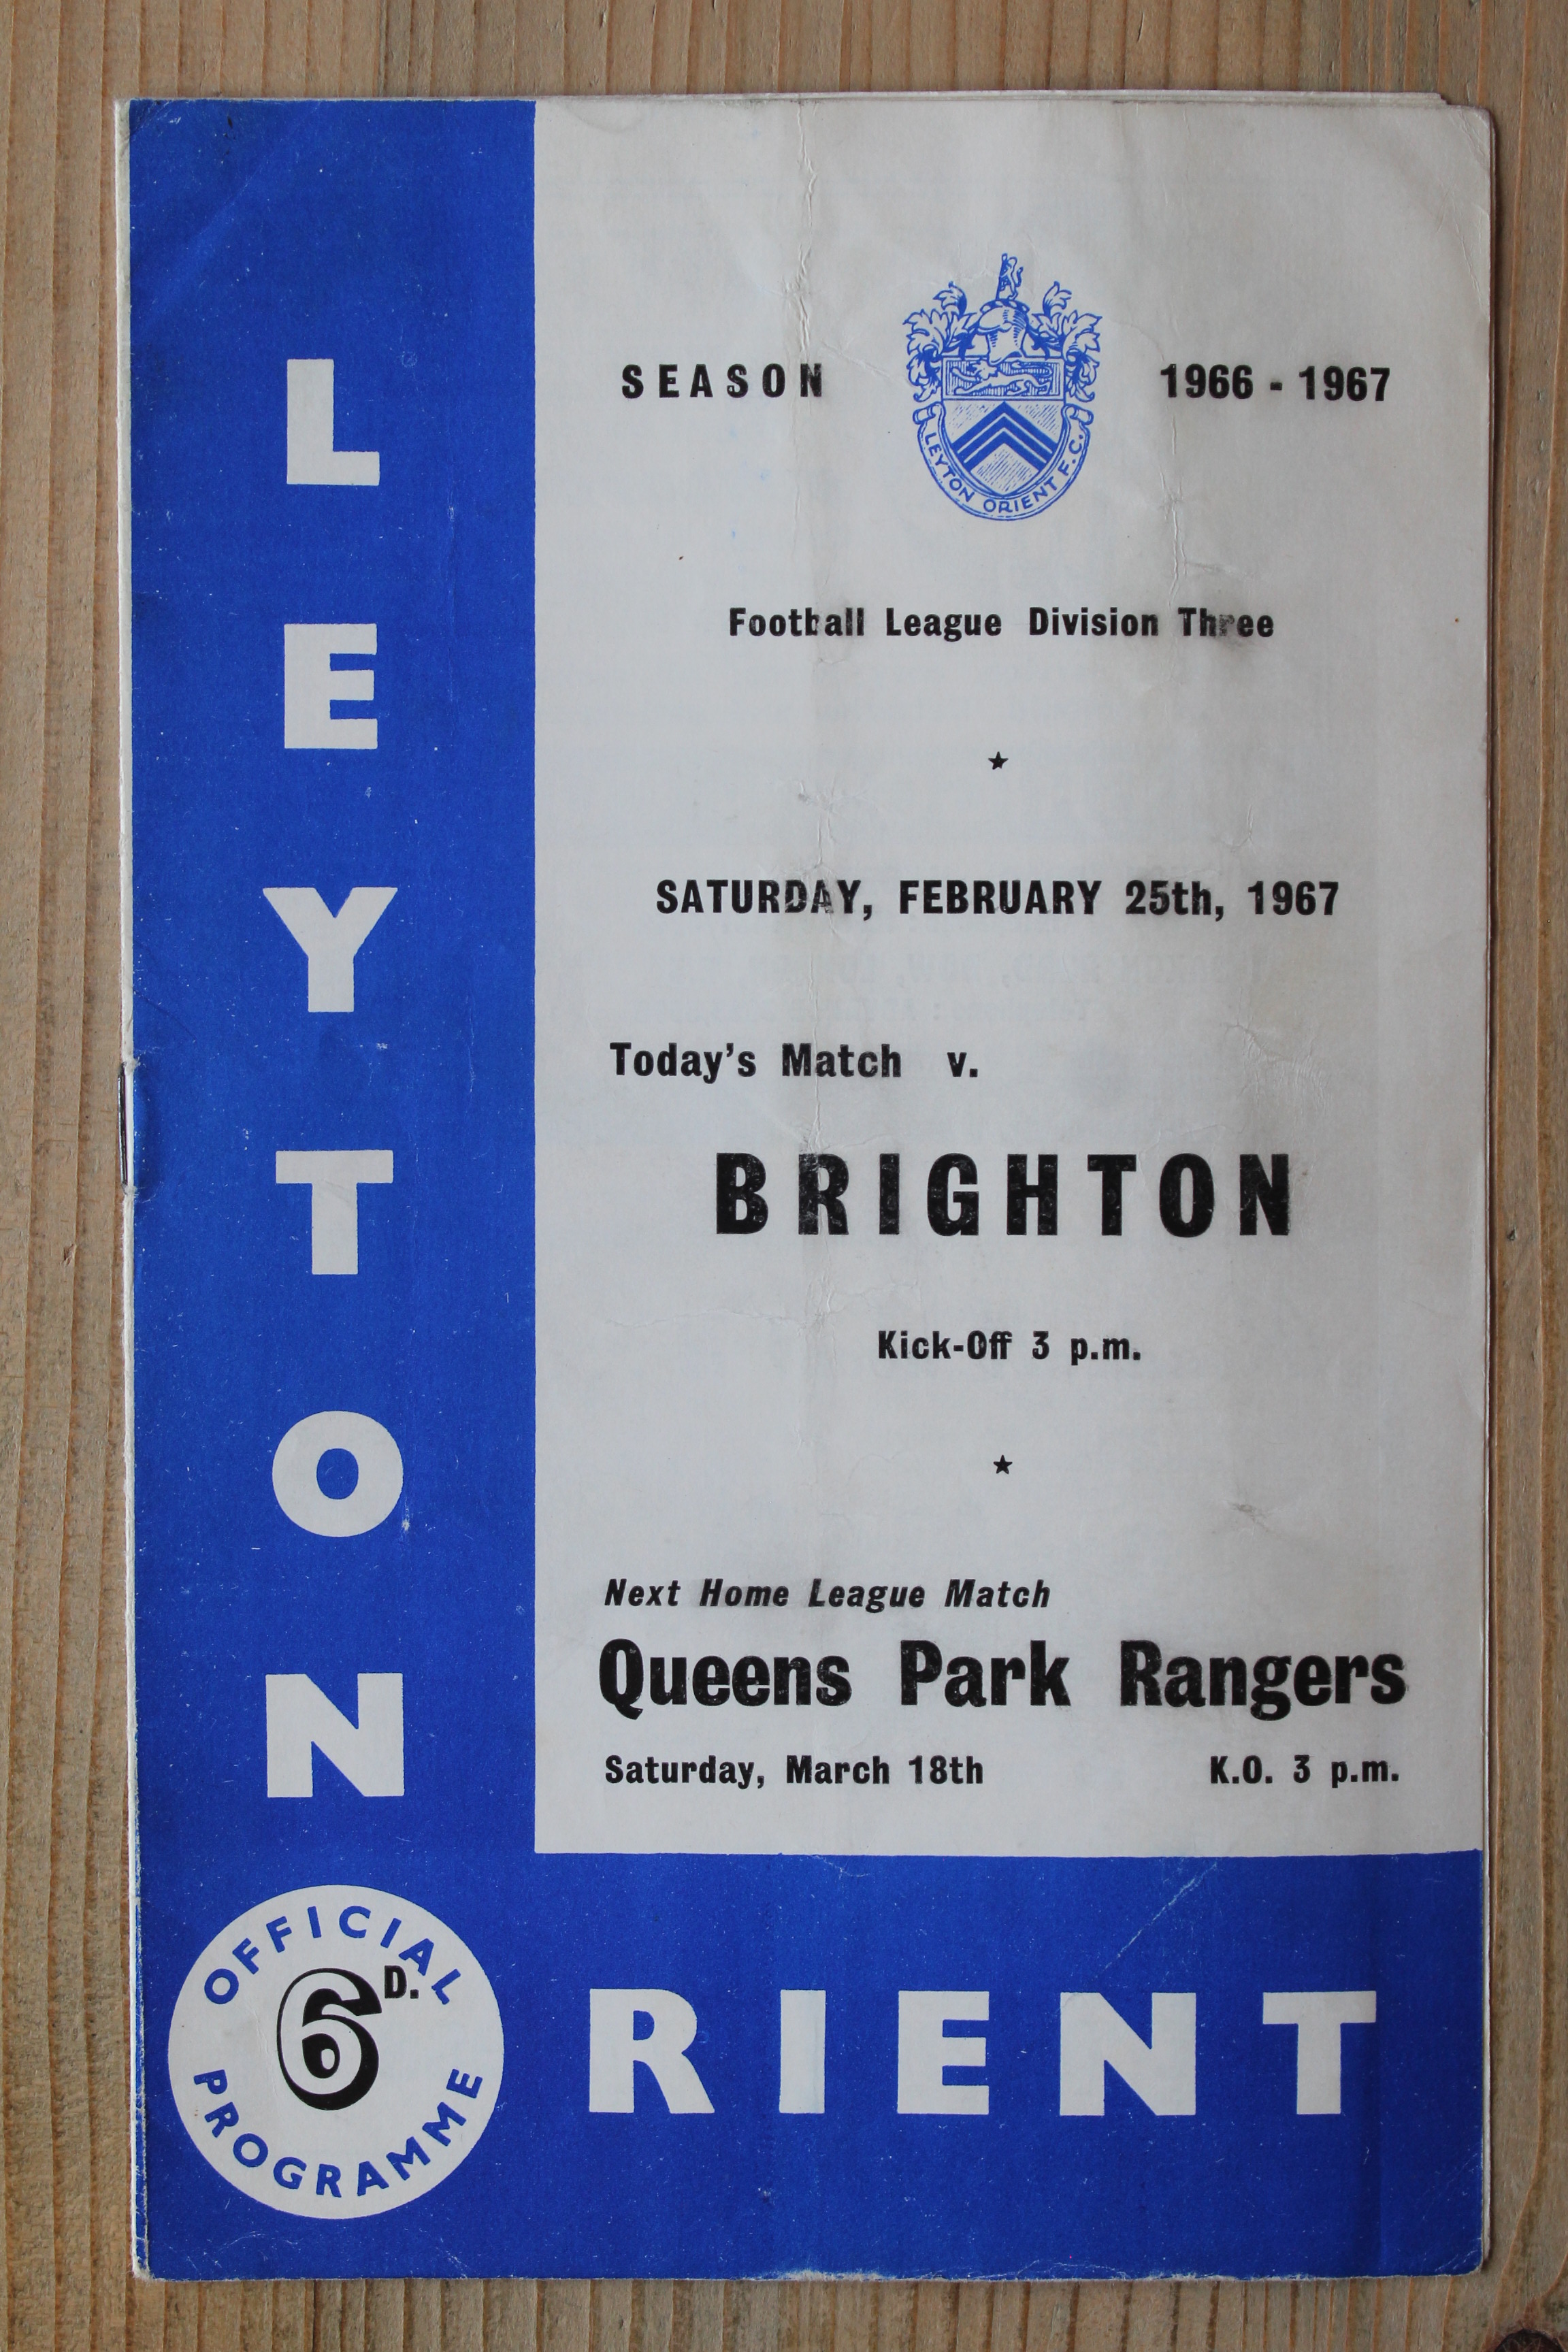 LEYTON
SEASON 1966 - 1967
LEYTON ORIENT F.C.
Football League Division Three
SATURDAY, FEBRUARY 25th, 1967
Today's Match v.
BRIGHTON
Kick-Off 3 p.m.
Next Home League Match
Queens Park Rangers
Saturday, March 18th K.O. 3 p.m.
OFFICIAL
6D.
PROGRAMME
RIENT